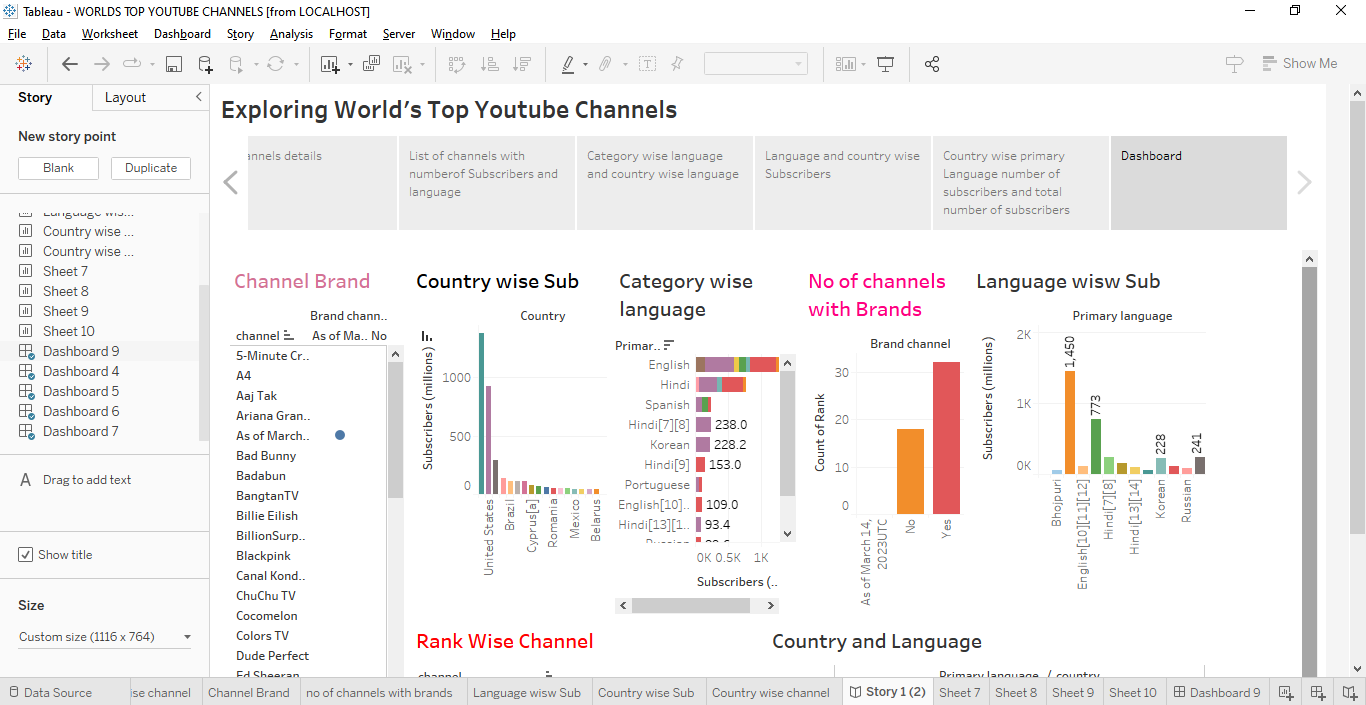 Tableau - WORLDS TOP YOUTUBE CHANNELS [from LOCALHOST]
File Data Worksheet Dashboard Story Analysis Format Server Window Help
Show Me
Story Layout
New story point
Blank Duplicate
Country wise ...
Country wise ...
Sheet 7
Sheet 8
Sheet 9
Sheet 10
Dashboard 9
Dashboard 4
Dashboard 5
Dashboard 6
Dashboard 7
A Drag to add text
Show title
Size
Custom size (1116 x 764)
Exploring World's Top Youtube Channels
annels details
List of channels with
numberof Subscribers and
language
Category wise language
and country wise language
Language and country wise
Subscribers
Country wise primary
Language number of
subscribers and total
number of subscribers
Dashboard
Channel Brand
Brand chann..
channel As of Ma.. No
5-Minute Cr..
A4
Aaj Tak
Ariana Gran..
As of March..
Bad Bunny
Badabun
BangtanTV
Billie Eilish
BillionSurp..
Blackpink
Canal Kond..
ChuChu TV
Cocomelon
Colors TV
Dude Perfect
Ed Sheeran
Country wise Sub
Country
Subscribers (millions)
1000
500
0
United States
Brazil
Cyprus[a]
Romania
Mexico
Belarus
Category wise
language
Primar..
English
Hindi
Spanish
Hindi[7][8] 238.0
Korean 228.2
Hindi[9] 153.0
Portuguese
English[10].. 109.0
Hindi[13][1.. 93.4
0K 0.5K 1K
Subscribers (..
No of channels
with Brands
Brand channel
Count of Rank
30
20
10
0
As of March 14,
2023UTC
No
Yes
Language wisw Sub
Primary language
Subscribers (millions)
2K
1K
0K
1,450
773
228
241
Bhojpuri
English[10][11][12]
Hindi[7][8]
Hindi[13][14]
Korean
Russian
Rank Wise Channel
channel
Country and Language
Primary language / country
Data Source
ise channel
Channel Brand
no of channels with brands
Language wisw Sub
Country wise Sub
Country wise channel
Story 1 (2)
Sheet 7
Sheet 8
Sheet 9
Sheet 10
Dashboard 9